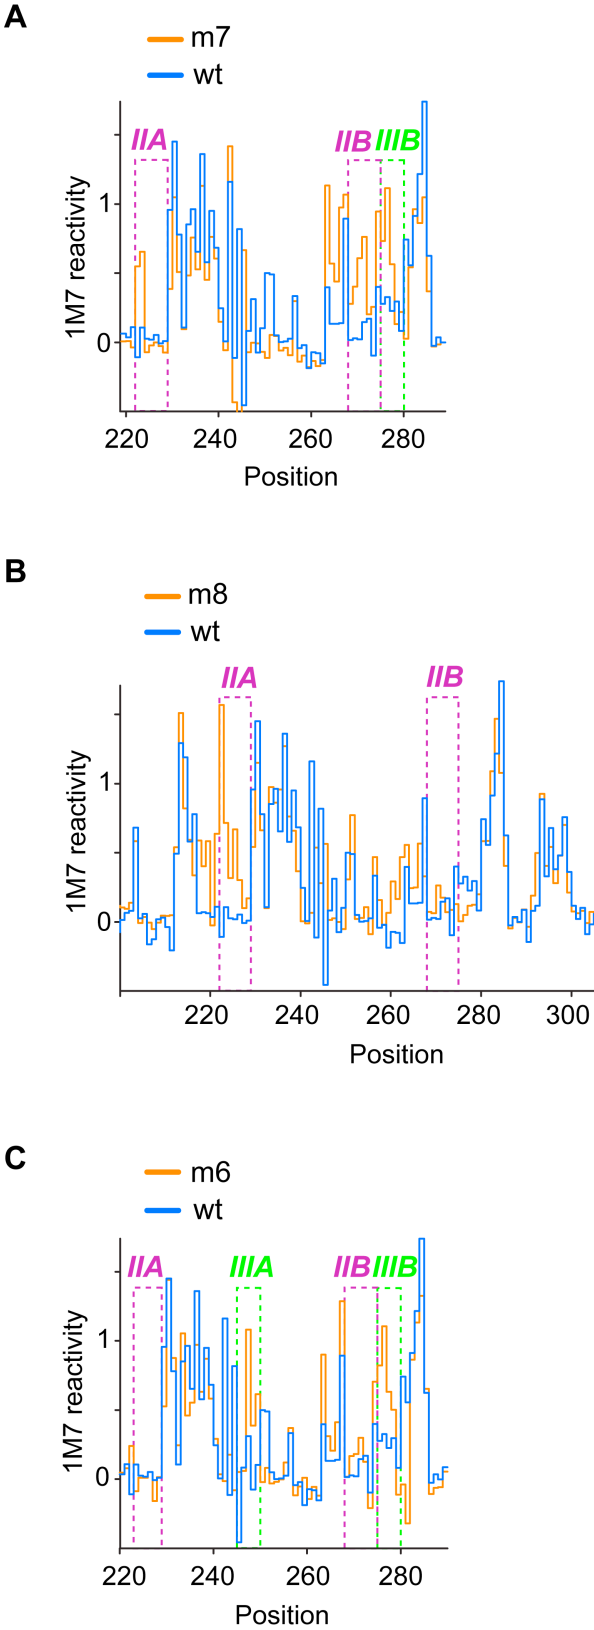 A
m7
wt
IIA IIB IIIB
1
0
1M7 reactivity
220 240 260 280
Position
B
m8
wt
IIA IIB
1
0
1M7 reactivity
220 240 260 280 300
Position
C
m6
wt
IIA IIIA IIB IIIB
1
0
1M7 reactivity
220 240 260 280
Position